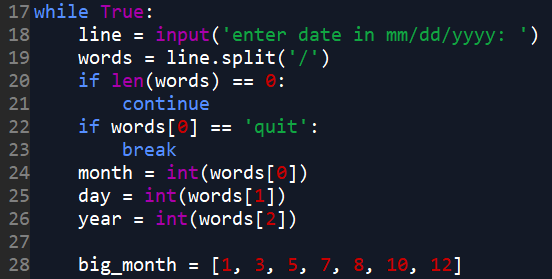 17 while True:
18     line = input('enter date in mm/dd/yyyy: ')
19     words = line.split('/')
20     if len(words) == 0:
21         continue
22     if words[0] == 'quit':
23         break
24     month = int(words[0])
25     day = int(words[1])
26     year = int(words[2])
27
28     big_month = [1, 3, 5, 7, 8, 10, 12]